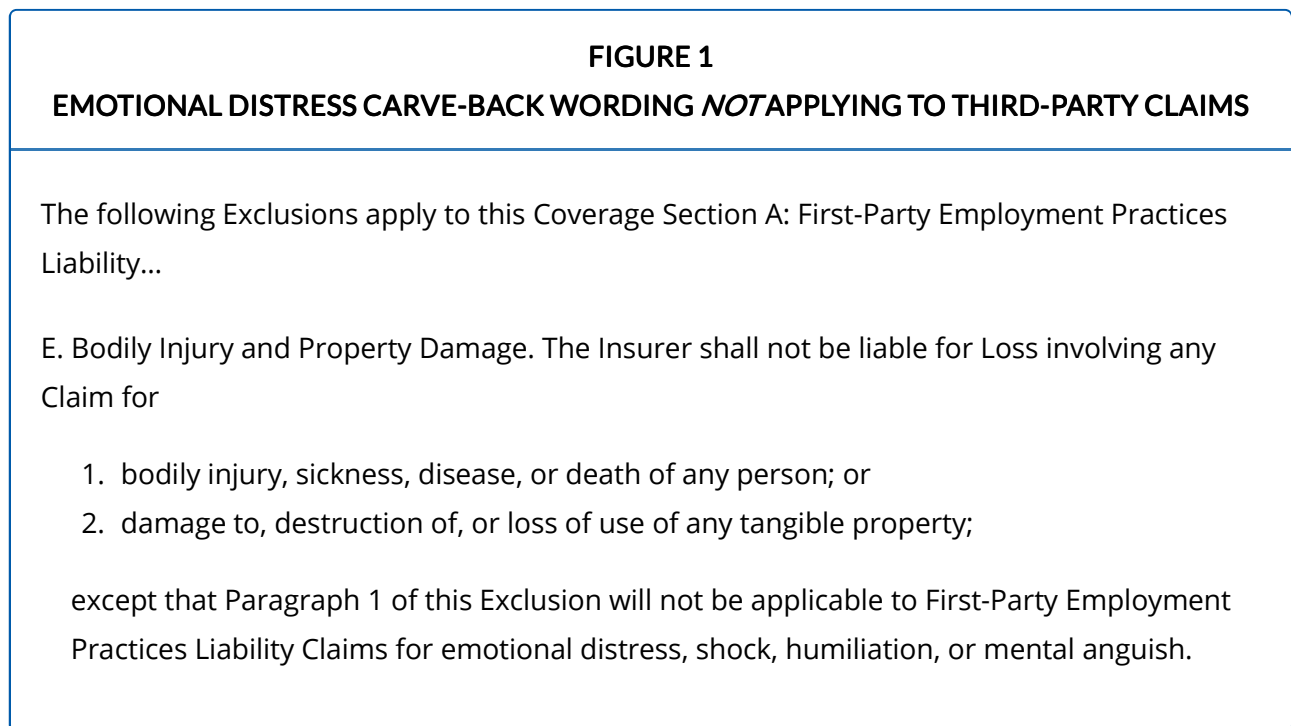 FIGURE 1
EMOTIONAL DISTRESS CARVE-BACK WORDING NOT APPLYING TO THIRD-PARTY CLAIMS
The following Exclusions apply to this Coverage Section A: First-Party Employment Practices
Liability...
E. Bodily Injury and Property Damage. The Insurer shall not be liable for Loss involving any
Claim for
1. bodily injury, sickness, disease, or death of any person; or
2. damage to, destruction of, or loss of use of any tangible property;
except that Paragraph 1 of this Exclusion will not be applicable to First-Party Employment
Practices Liability Claims for emotional distress, shock, humiliation, or mental anguish.